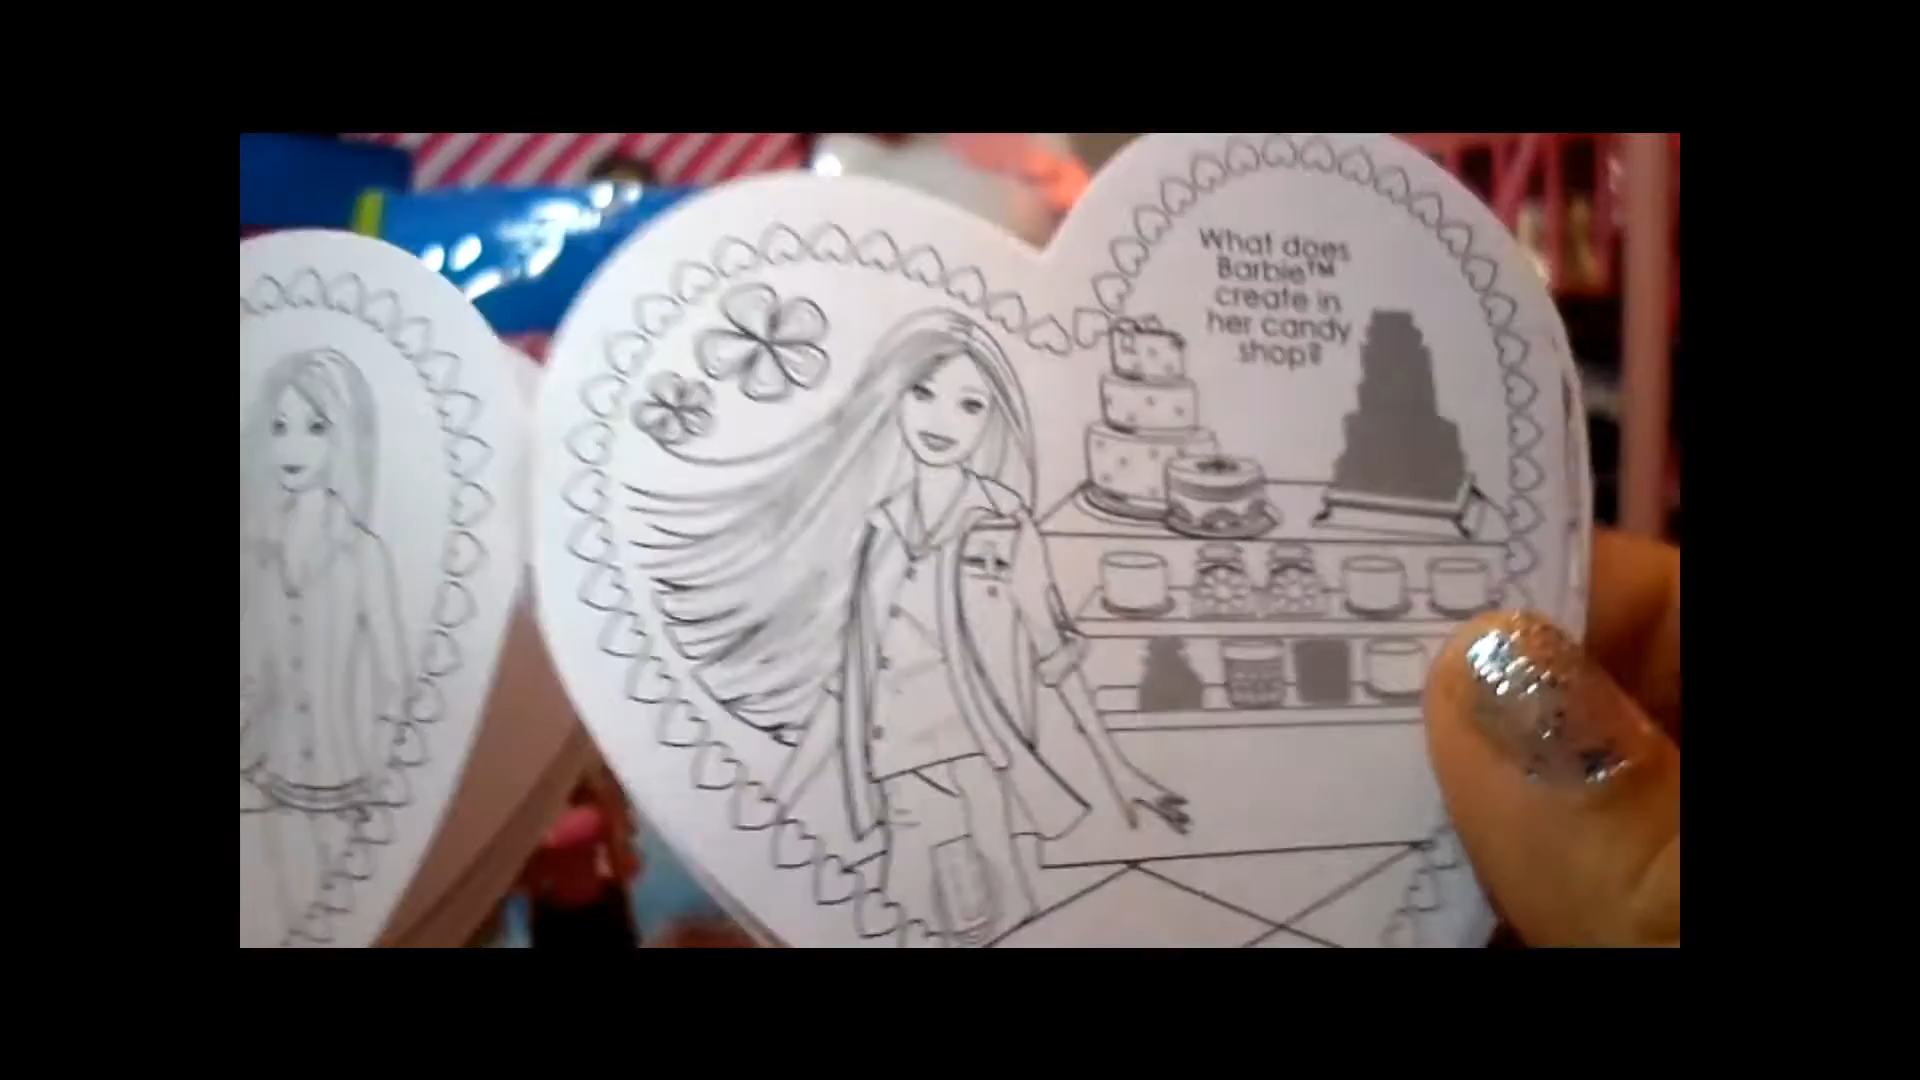 What does
Barbie™
create in
her candy
shop?